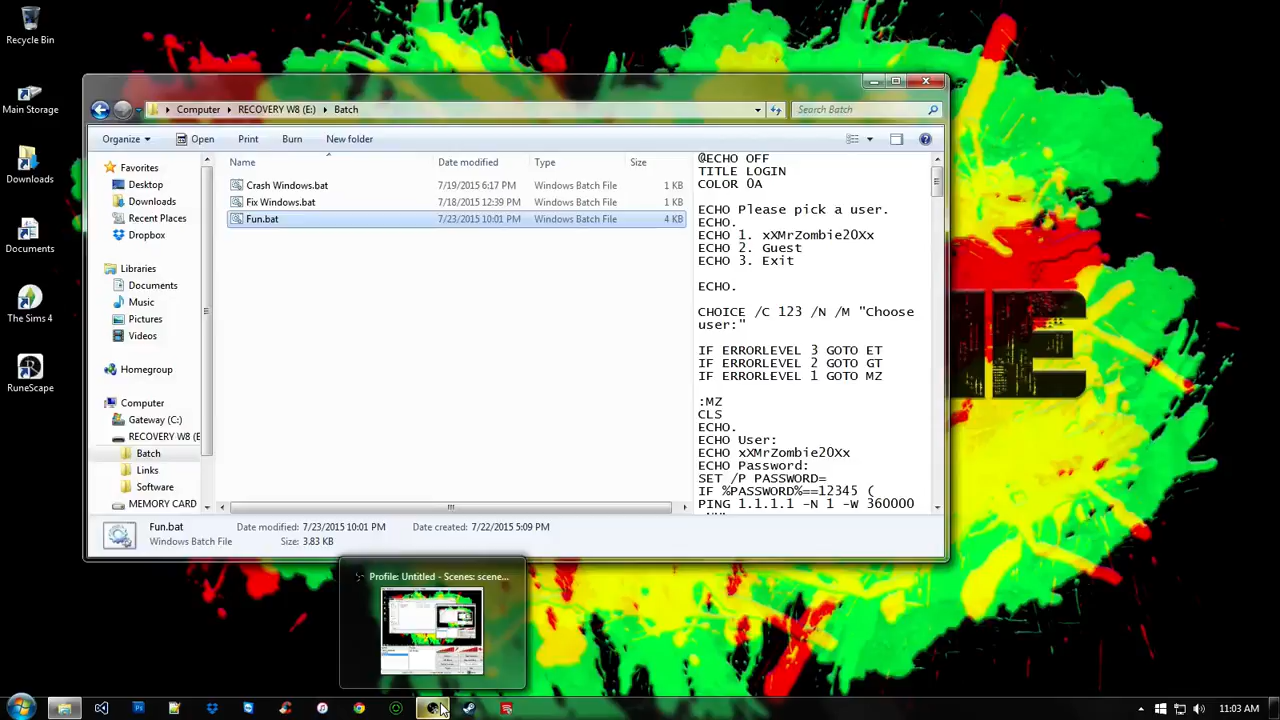 Recycle Bin
Main Storage
Downloads
Documents
The Sims 4
RuneScape
Computer
RECOVERY W8 (E:)
Batch
Search Batch
Organize
Open
Print
Burn
New folder
Favorites
Desktop
Downloads
Recent Places
Dropbox
Libraries
Documents
Music
Pictures
Videos
Homegroup
Computer
Gateway (C:)
RECOVERY W8 (E
Batch
Links
Software
MEMORY CARD
Name Date modified Type Size
Crash Windows.bat 7/19/2015 6:17 PM Windows Batch File 1 KB
Fix Windows.bat 7/18/2015 12:39 PM Windows Batch File 1 KB
Fun.bat 7/23/2015 10:01 PM Windows Batch File 4 KB
@ECHO OFF
TITLE LOGIN
COLOR 0A
ECHO Please pick a user.
ECHO.
ECHO 1. xXMrZombie20Xx
ECHO 2. Guest
ECHO 3. Exit
ECHO.
CHOICE /C 123 /N /M "Choose
user:"
IF ERRORLEVEL 3 GOTO ET
IF ERRORLEVEL 2 GOTO GT
IF ERRORLEVEL 1 GOTO MZ
:MZ
CLS
ECHO.
ECHO User:
ECHO xXMrZombie20Xx
ECHO Password:
SET /P PASSWORD=
IF %PASSWORD%==12345 (
PING 1.1.1.1 -N 1 -W 360000
Fun.bat Date modified: 7/23/2015 10:01 PM Date created: 7/22/2015 5:09 PM
Windows Batch File Size: 3.83 KB
Profile: Untitled - Scenes: scene...
11:03 AM